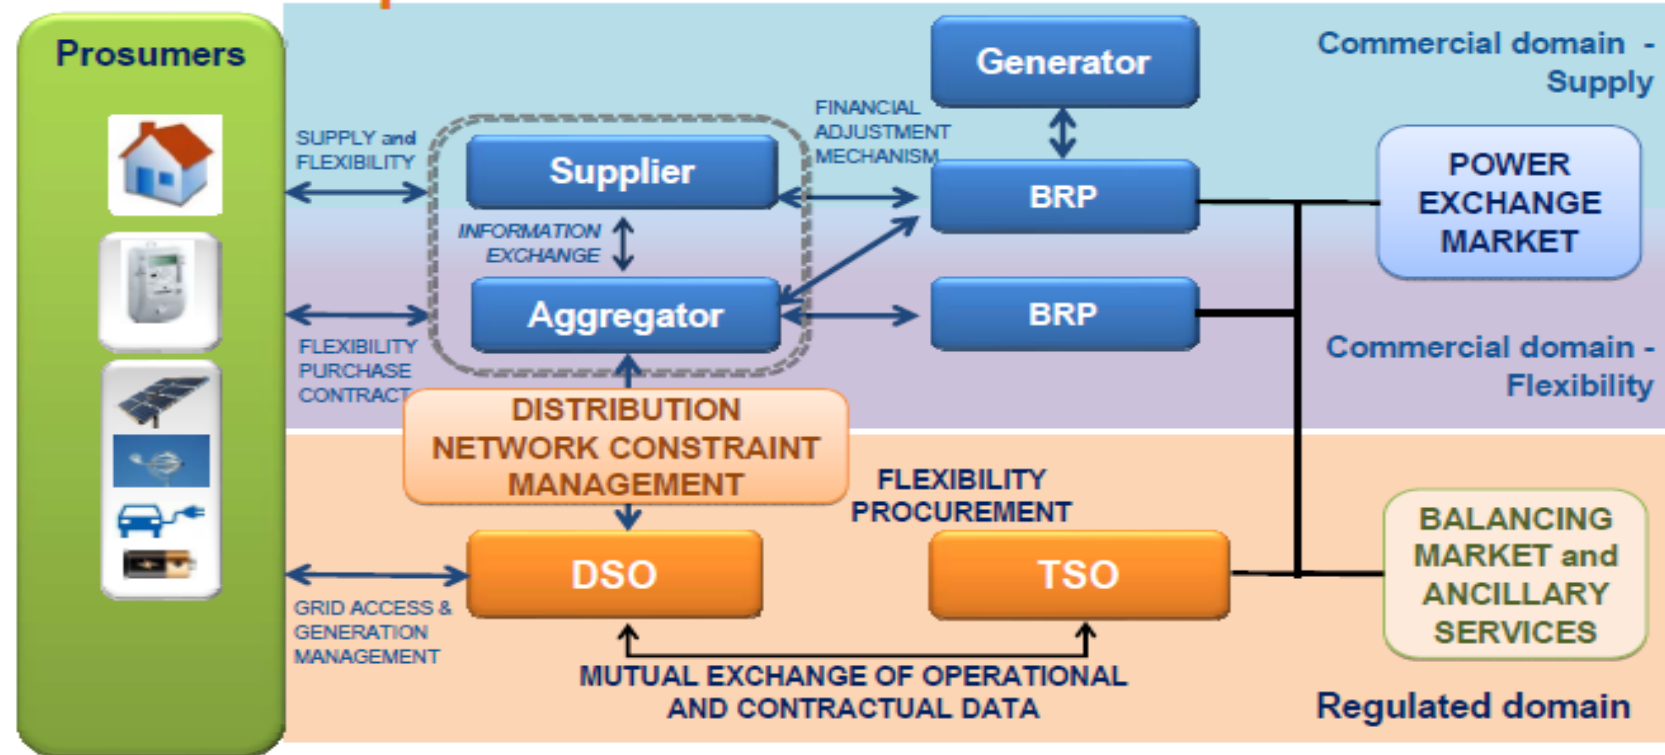 Prosumers
Generator
Commercial domain -
Supply
SUPPLY and
FLEXIBILITY
FINANCIAL
ADJUSTMENT
MECHANISM
Supplier
BRP
POWER
EXCHANGE
MARKET
INFORMATION
EXCHANGE
Aggregator
BRP
FLEXIBILITY
PURCHASE
CONTRACT
Commercial domain -
Flexibility
DISTRIBUTION
NETWORK CONSTRAINT
MANAGEMENT
FLEXIBILITY
PROCUREMENT
DSO
TSO
BALANCING
MARKET and
ANCILLARY
SERVICES
GRID ACCESS &
GENERATION
MANAGEMENT
MUTUAL EXCHANGE OF OPERATIONAL
AND CONTRACTUAL DATA
Regulated domain